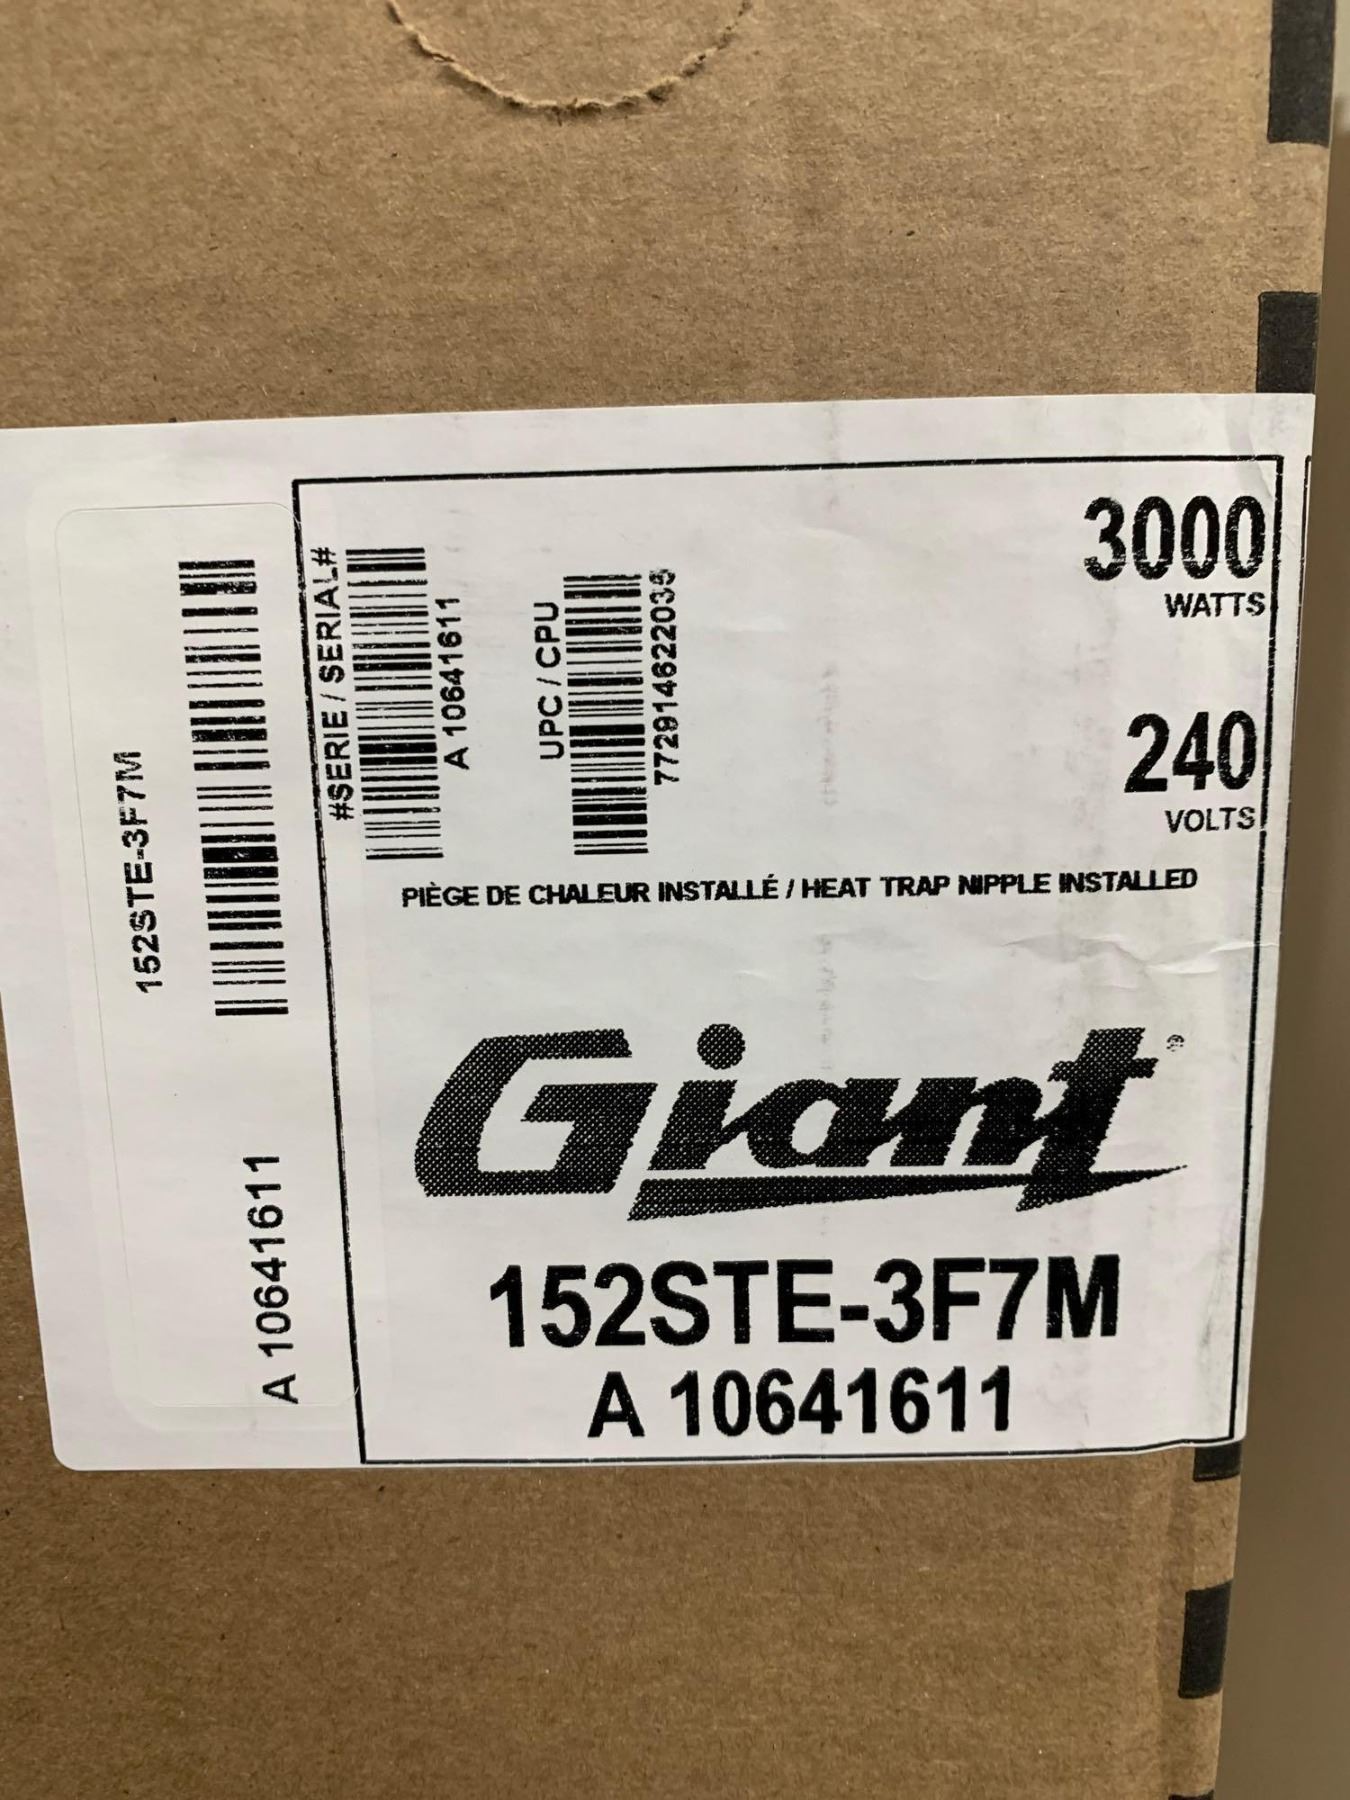 152STE-3F7M
A 10641611
#SERIE / SERIAL#
A 10641611
UPC / CPU
772914622035
3000
WATTS
240
VOLTS
PIÈGE DE CHALEUR INSTALLÉ / HEAT TRAP NIPPLE INSTALLED
Giant®
152STE-3F7M
A 10641611